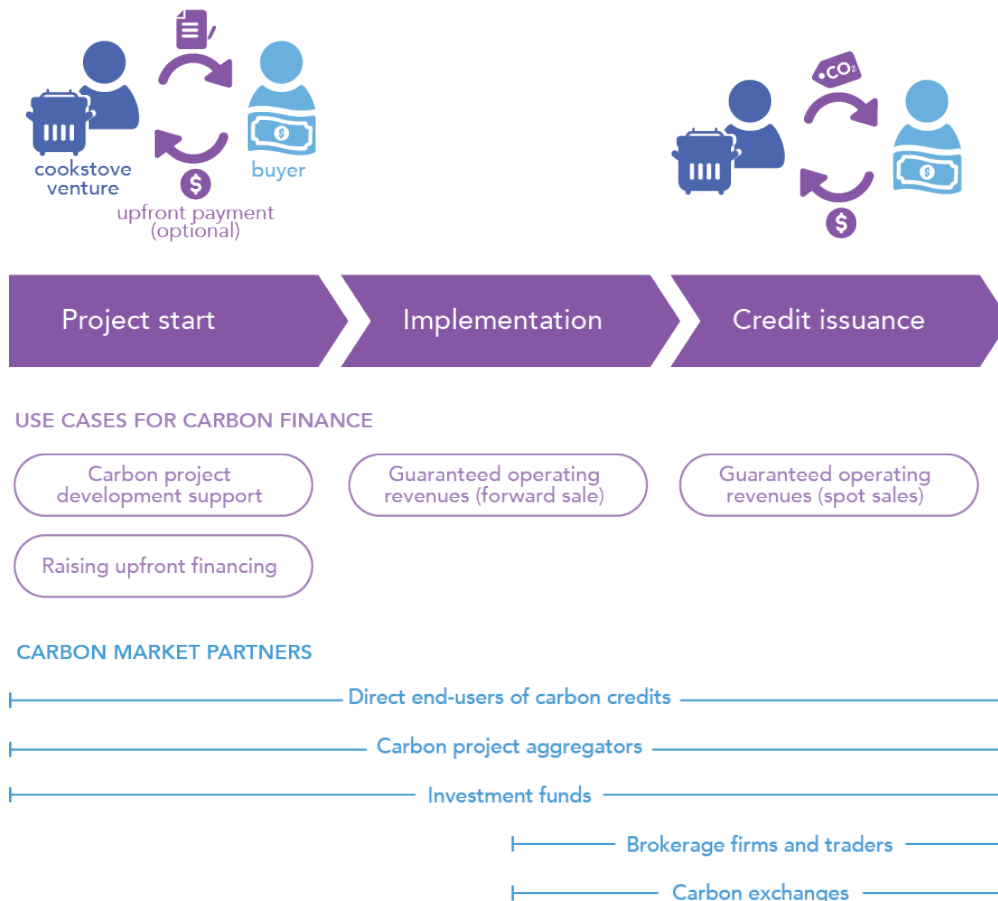 CO₂
cookstove
venture
buyer
$
$
$
$
upfront payment
(optional)
Project start
Implementation
Credit issuance
USE CASES FOR CARBON FINANCE
Carbon project
development support
Guaranteed operating
revenues (forward sale)
Guaranteed operating
revenues (spot sales)
Raising upfront financing
CARBON MARKET PARTNERS
Direct end-users of carbon credits
Carbon project aggregators
Investment funds
Brokerage firms and traders
Carbon exchanges